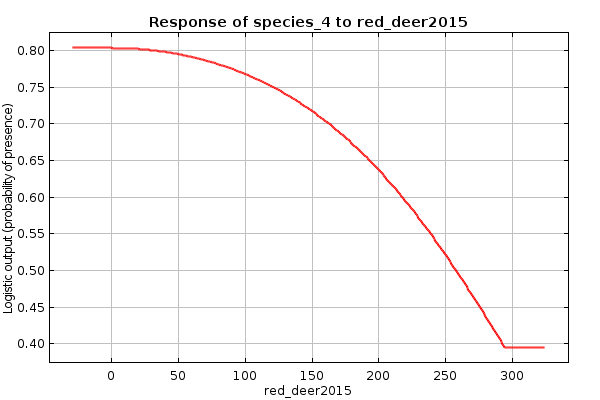 Response of species_4 to red_deer2015
Logistic output (probability of presence)
0.80
0.75
0.70
0.65
0.60
0.55
0.50
0.45
0.40
0 50 100 150 200 250 300
red_deer2015